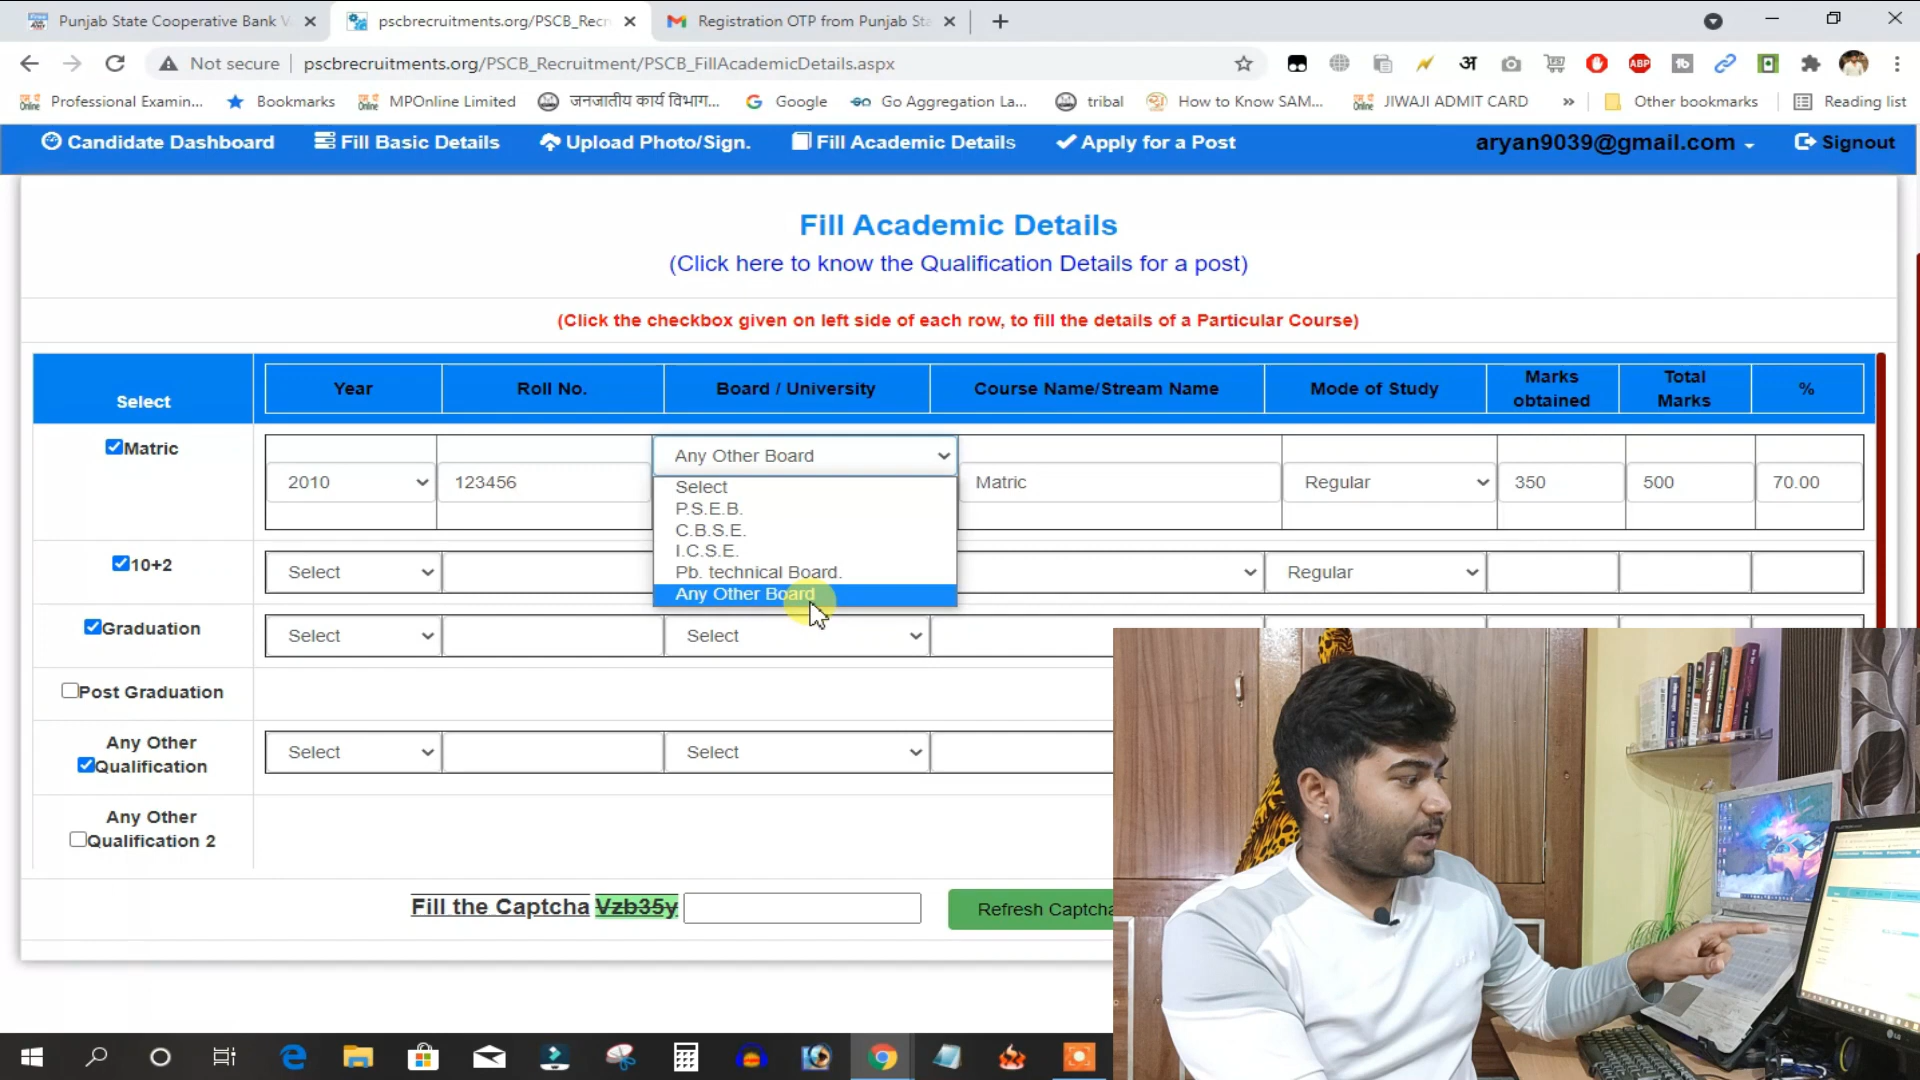 Punjab State Cooperative Bank V
pscbrecruitments.org/PSCB_Recr
Registration OTP from Punjab Sta
Not secure
pscbrecruitments.org/PSCB_Recruitment/PSCB_FillAcademicDetails.aspx
अ
ABP
Professional Examin...
Bookmarks
MPOnline Limited
जनजातीय कार्य विभाग...
Google
Go Aggregation La...
tribal
How to Know SAM...
JIWAJI ADMIT CARD
»
Other bookmarks
Reading list
Candidate Dashboard
Fill Basic Details
Upload Photo/Sign.
Fill Academic Details
Apply for a Post
aryan9039@gmail.com
Signout
Fill Academic Details
(Click here to know the Qualification Details for a post)
(Click the checkbox given on left side of each row, to fill the details of a Particular Course)
Select
Year
Roll No.
Board / University
Course Name/Stream Name
Mode of Study
Marks
obtained
Total
Marks
%
Matric
2010
123456
Any Other Board
Matric
Regular
350
500
70.00
Select
P.S.E.B.
C.B.S.E.
I.C.S.E.
Pb. technical Board.
Any Other Board
10+2
Select
Regular
Graduation
Select
Select
Post Graduation
Any Other
Qualification
Select
Select
Any Other
Qualification 2
Fill the Captcha Vzb35y
Refresh Captcha